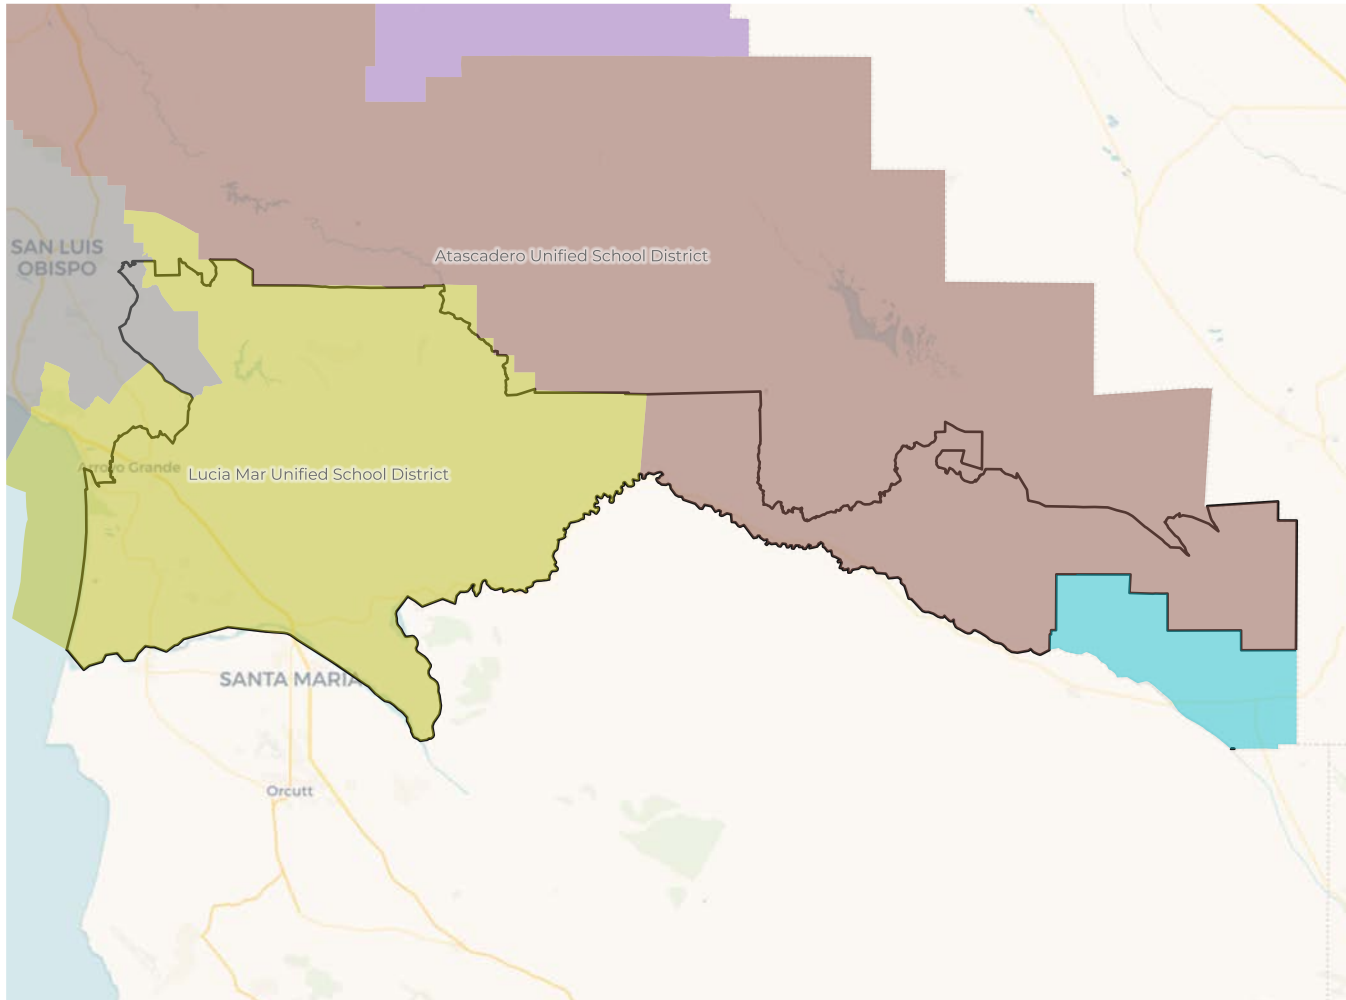 SAN LUIS
OBISPO
Atascadero Unified School District
Arroyo Grande
Lucia Mar Unified School District
SANTA MARIA
Orcutt